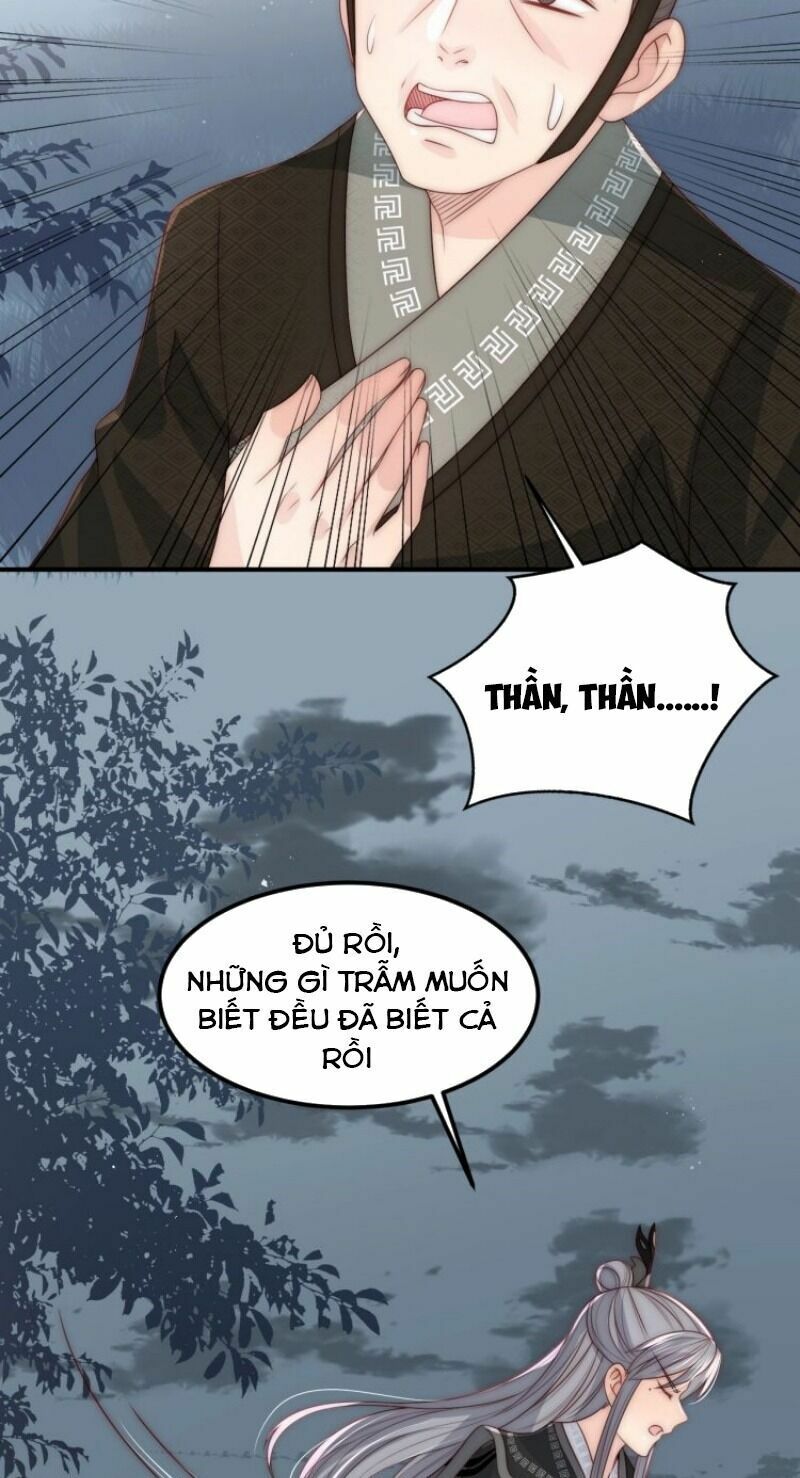 THẦN, THẦN......!
ĐỦ RỒI,
NHỮNG GÌ TRẪM MUỐN
BIẾT ĐỀU ĐÃ BIẾT CẢ
RỒI